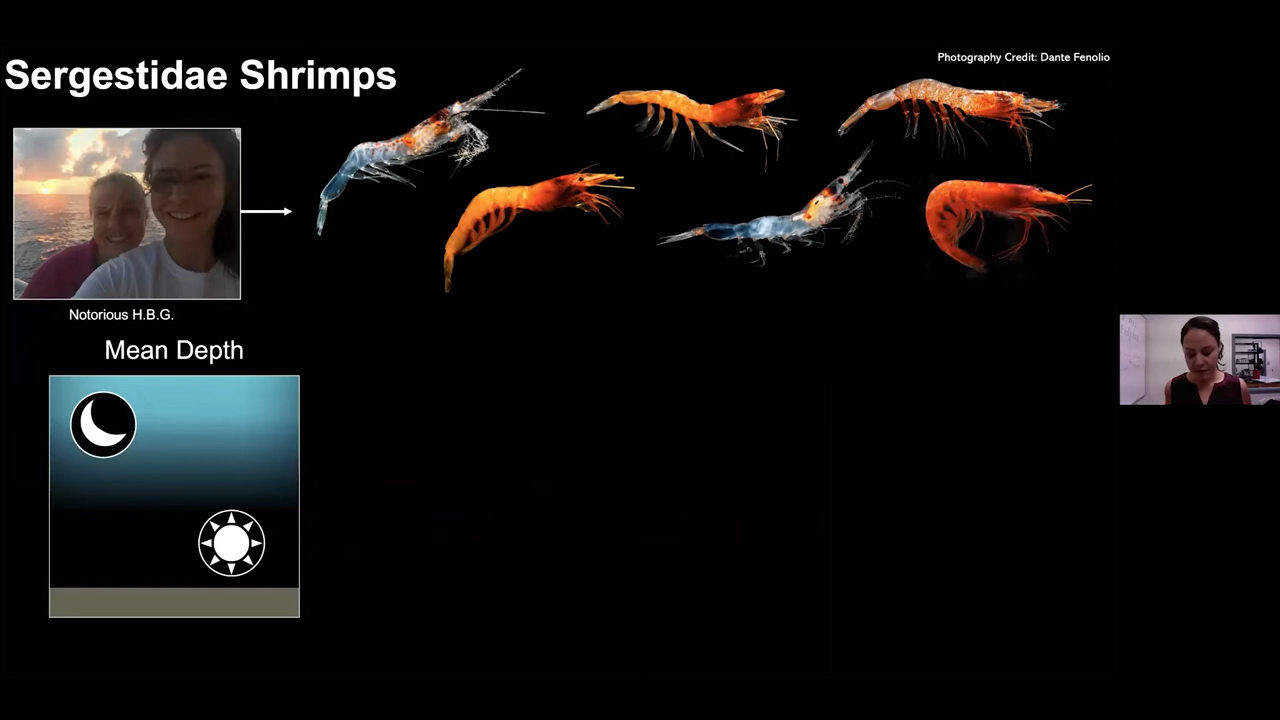 Photography Credit: Dante Fenolio
Sergestidae Shrimps
Notorious H.B.G.
Mean Depth